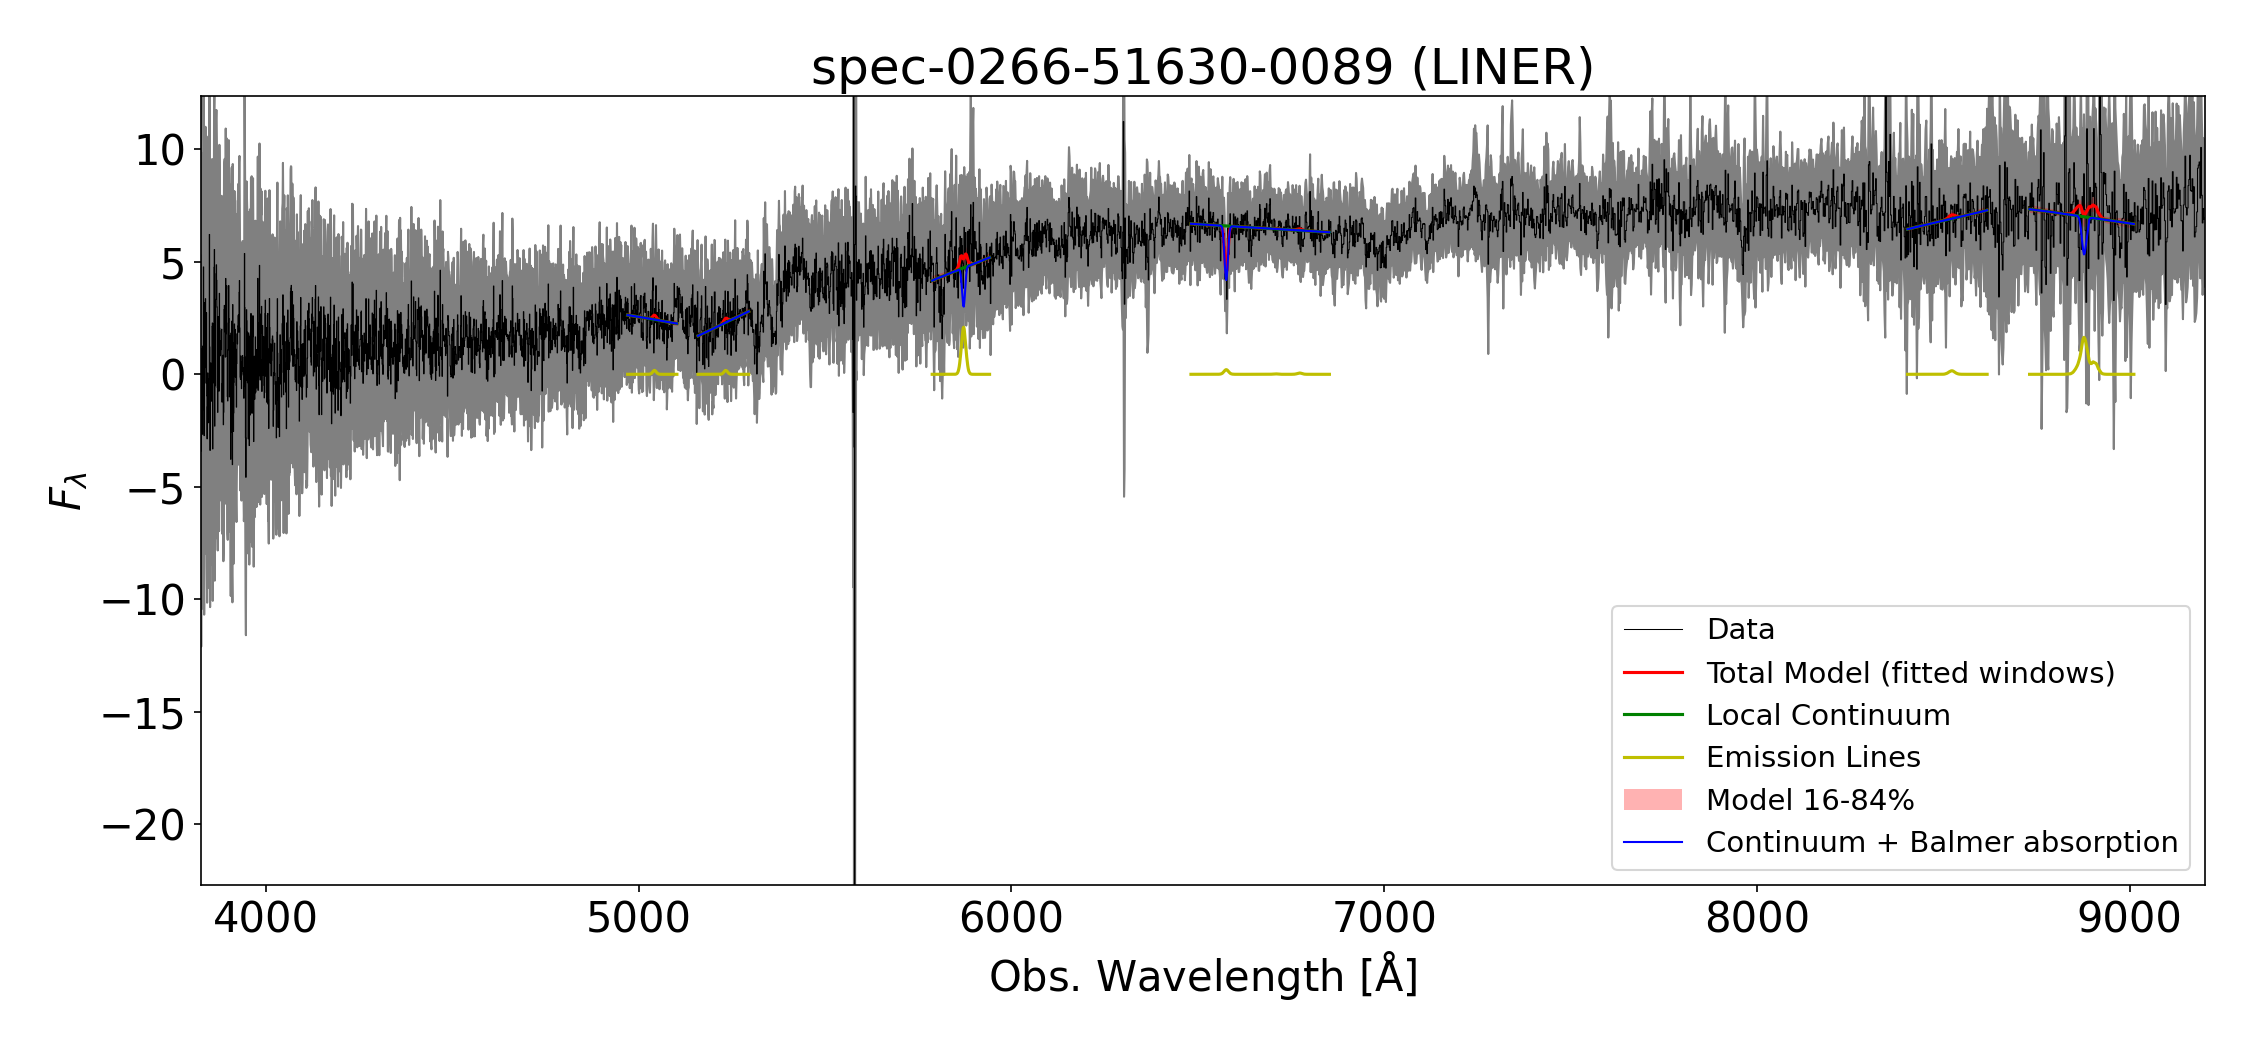 spec-0266-51630-0089 (LINER)
10
5
0
−5
−10
−15
−20
Fλ
4000 5000 6000 7000 8000 9000
Obs. Wavelength [Å]
Data
Total Model (fitted windows)
Local Continuum
Emission Lines
Model 16-84%
Continuum + Balmer absorption